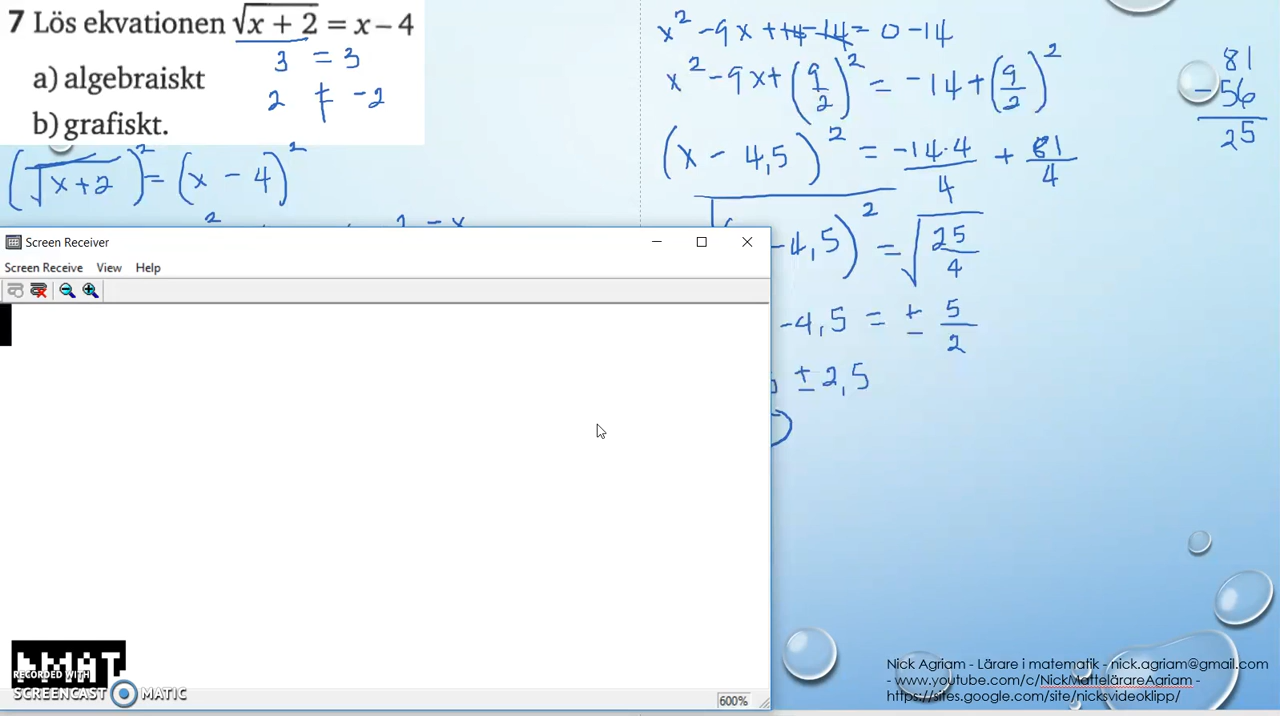 7 Lös ekvationen √x + 2 = x – 4
3 = 3
a) algebraiskt
2 ≠ -2
b) grafiskt.
(√x+2)² = (x - 4)²
Screen Receiver
Screen Receive View Help
RECORDED WITH
SCREENCAST MATIC
600%
x² - 9x + 14 - 14 = 0 - 14
x² - 9x + (9/2)² = -14 + (9/2)²
(x - 4,5)² = -14·4/4 + 81/4
- 4,5)² = √25/4
- 4,5 = ± 5/2
± 2,5
81
- 56
25
Nick Agriam - Lärare i matematik - nick.agriam@gmail.com
- www.youtube.com/c/NickMattelärareAgriam -
https://sites.google.com/site/nicksvideoklipp/